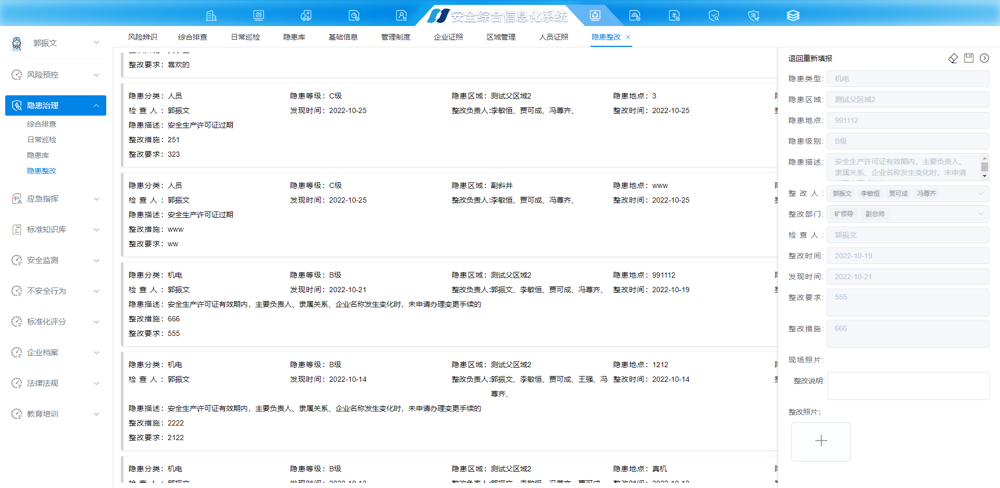 安全综合信息化系统
郭振文
风险辨识 综合排查 日常巡检 隐患库 基础信息 管理制度 企业证照 区域管理 人员证照 隐患整改 ×
风险预控
隐患治理
综合排查
日常巡检
隐患库
隐患整改
应急指挥
标准知识库
安全监测
不安全行为
标准化评分
企业档案
法律法规
教育培训
整改要求：喜欢的
隐患分类：人员 隐患等级：C级 隐患区域：测试父区域2 隐患地点：3
检 查 人 ：郭振文 发现时间：2022-10-25 整改负责人:李敏恒、贾可成、冯尊齐、 整改时间：2022-10-25
隐患描述：安全生产许可证过期
整改措施：251
整改要求：323
隐患分类：人员 隐患等级：C级 隐患区域：副斜井 隐患地点：www
检 查 人 ：郭振文 发现时间：2022-10-25 整改负责人:李敏恒、贾可成、冯尊齐、 整改时间：2022-10-25
隐患描述：安全生产许可证过期
整改措施：www
整改要求：ww
隐患分类：机电 隐患等级：B级 隐患区域：测试父区域2 隐患地点：991112
检 查 人 ：郭振文 发现时间：2022-10-21 整改负责人:郭振文、李敏恒、贾可成、冯尊齐、 整改时间：2022-10-19
隐患描述：安全生产许可证有效期内，主要负责人、隶属关系、企业名称发生变化时，未申请办理变更手续的
整改措施：666
整改要求：555
隐患分类：机电 隐患等级：B级 隐患区域：测试父区域2 隐患地点：1212
检 查 人 ：郭振文 发现时间：2022-10-14 整改负责人:郭振文、李敏恒、贾可成、王强、冯 整改时间：2022-10-14
尊齐、
隐患描述：安全生产许可证有效期内，主要负责人、隶属关系、企业名称发生变化时，未申请办理变更手续的
整改措施：2222
整改要求：2122
隐患分类：机电 隐患等级：B级 隐患区域：测试父区域2 隐患地点：真机
退回重新填报
隐患类型: 机电
隐患区域: 测试父区域2
隐患地点: 991112
隐患级别: B级
隐患描述: 安全生产许可证有效期内，主要负责人、
隶属关系、企业名称发生变化时，未申请
整 改 人 : 郭振文 李敏恒 贾可成 冯尊齐
整改部门: 矿领导 副总师
检 查 人 : 郭振文
整改时间: 2022-10-19
发现时间: 2022-10-21
整改要求: 555
整改措施: 666
现场照片:
整改说明:
整改照片：